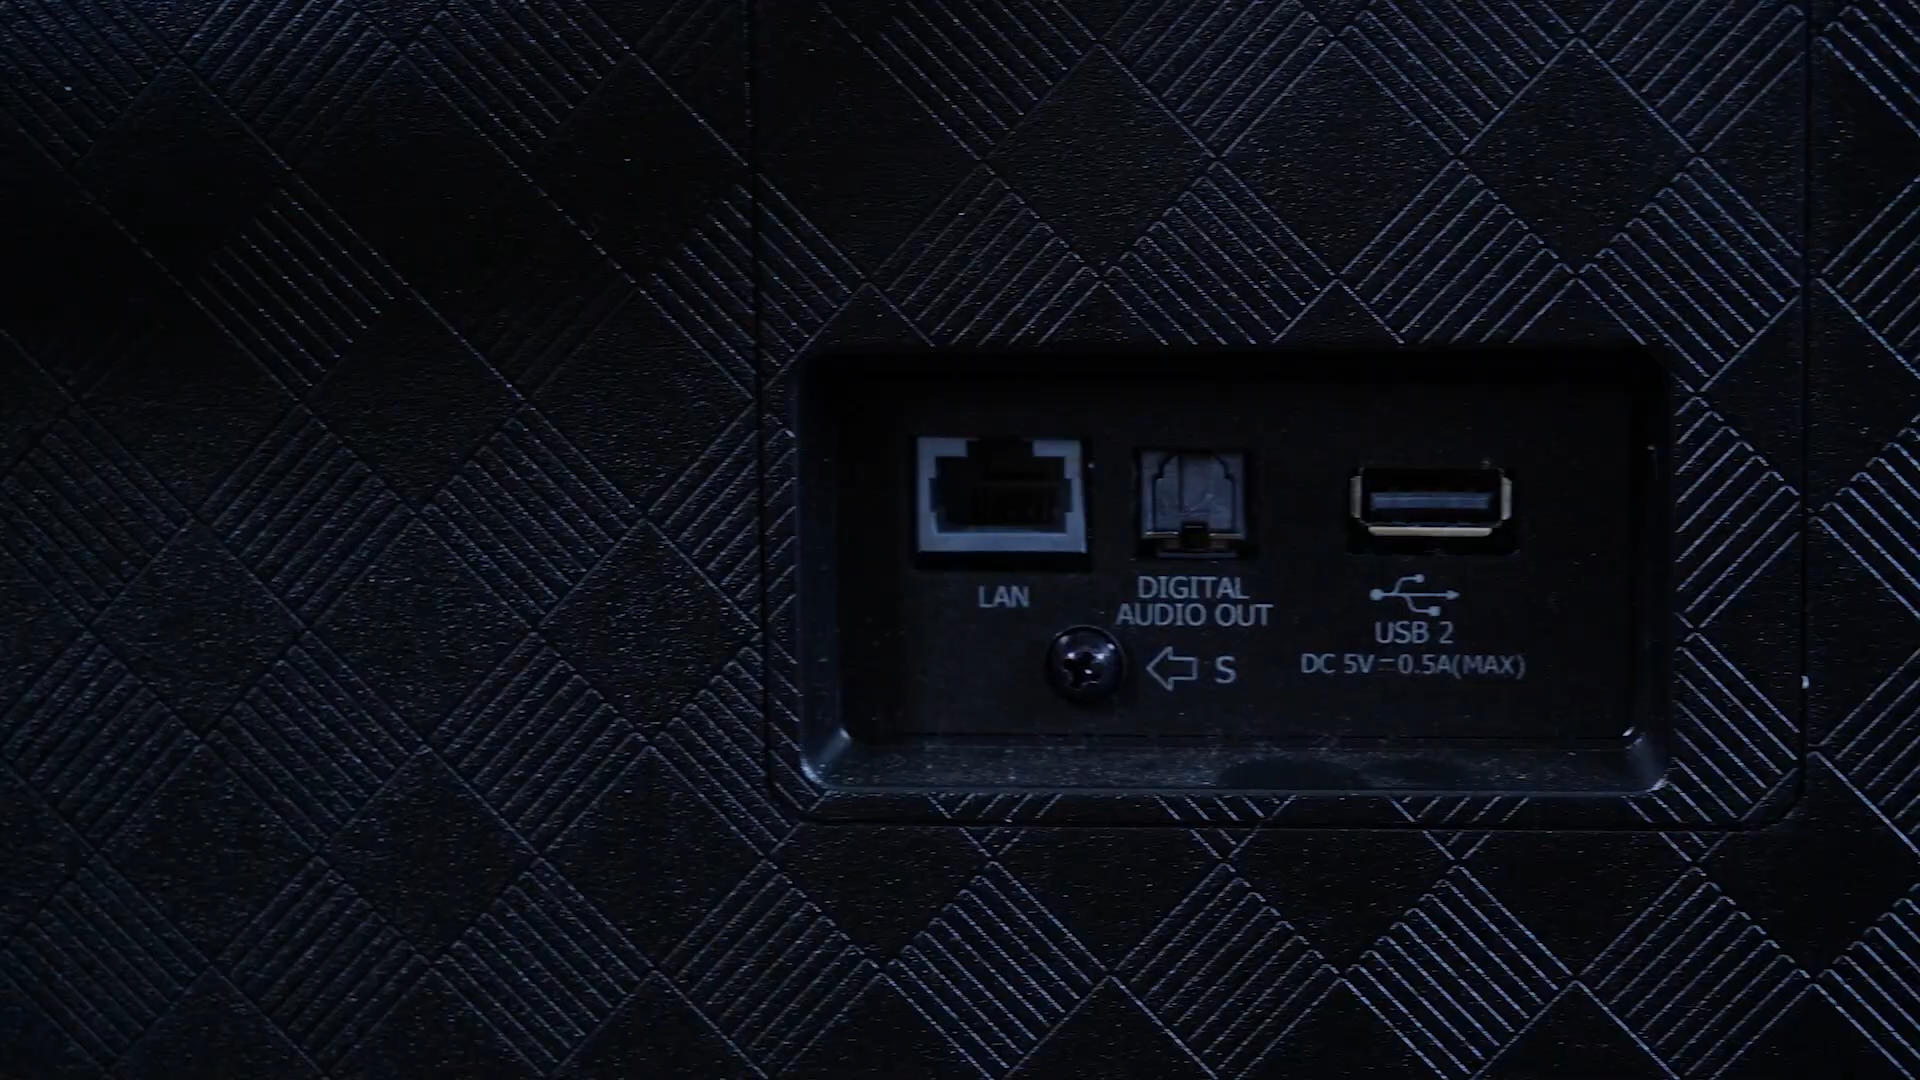 LAN
DIGITAL
AUDIO OUT
S
USB 2
DC 5V⎓0.5A(MAX)